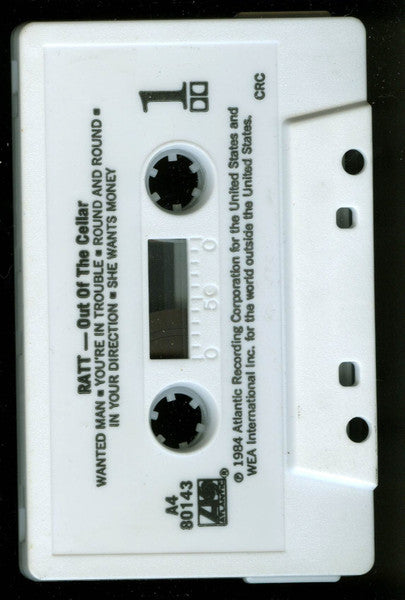 RATT — Out Of The Cellar
WANTED MAN ■ YOU'RE IN TROUBLE ■ ROUND AND ROUND ■
IN YOUR DIRECTION ■ SHE WANTS MONEY
A4
80143
ATLANTIC
1
0 50 0
℗ 1984 Atlantic Recording Corporation for the United States and
WEA International Inc. for the world outside the United States.
CRC